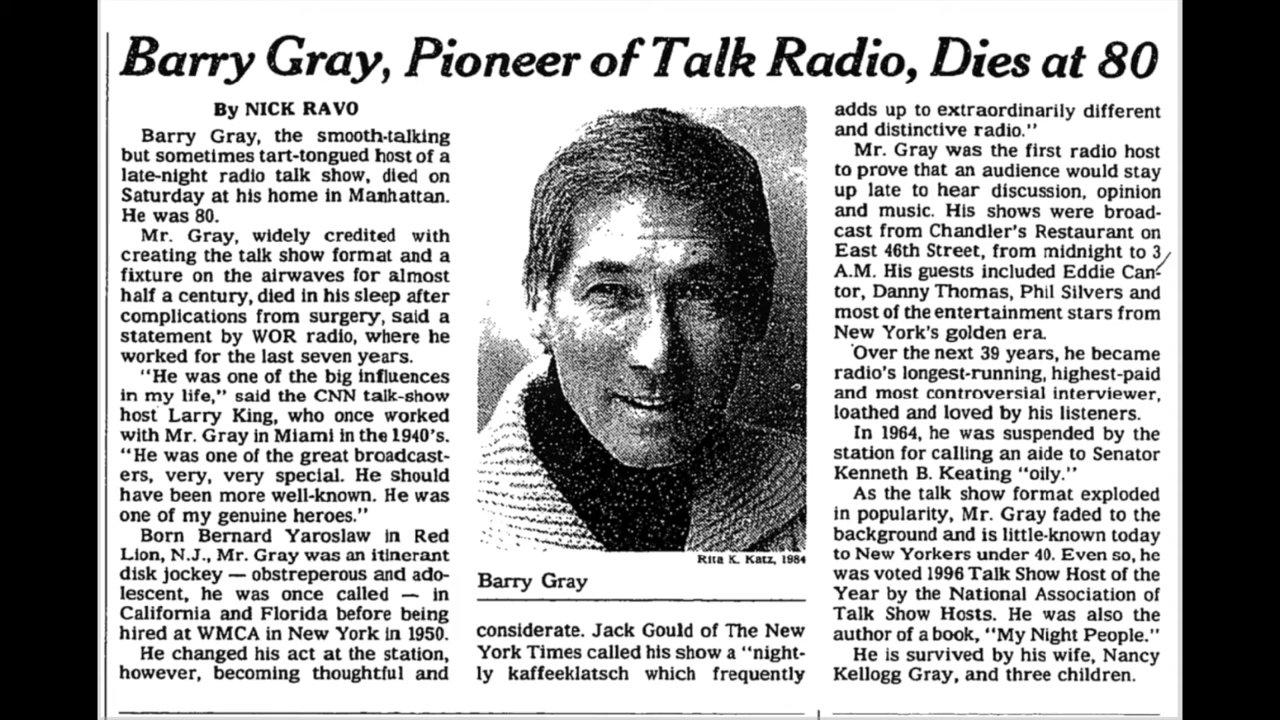 Barry Gray, Pioneer of Talk Radio, Dies at 80
By NICK RAVO
Barry Gray, the smooth-talking
but sometimes tart-tongued host of a
late-night radio talk show, died on
Saturday at his home in Manhattan.
He was 80.
Mr. Gray, widely credited with
creating the talk show format and a
fixture on the airwaves for almost
half a century, died in his sleep after
complications from surgery, said a
statement by WOR radio, where he
worked for the last seven years.
"He was one of the big influences
in my life," said the CNN talk-show
host Larry King, who once worked
with Mr. Gray in Miami in the 1940's.
"He was one of the great broadcast-
ers, very, very special. He should
have been more well-known. He was
one of my genuine heroes."
Born Bernard Yaroslaw in Red
Lion, N.J., Mr. Gray was an itinerant
disk jockey — obstreperous and ado-
lescent, he was once called — in
California and Florida before being
hired at WMCA in New York in 1950.
He changed his act at the station,
however, becoming thoughtful and
Rita K. Katz, 1984
Barry Gray
considerate. Jack Gould of The New
York Times called his show a "night-
ly kaffeeklatsch which frequently
adds up to extraordinarily different
and distinctive radio."
Mr. Gray was the first radio host
to prove that an audience would stay
up late to hear discussion, opinion
and music. His shows were broad-
cast from Chandler's Restaurant on
East 46th Street, from midnight to 3
A.M. His guests included Eddie Can-
tor, Danny Thomas, Phil Silvers and
most of the entertainment stars from
New York's golden era.
Over the next 39 years, he became
radio's longest-running, highest-paid
and most controversial interviewer,
loathed and loved by his listeners.
In 1964, he was suspended by the
station for calling an aide to Senator
Kenneth B. Keating "oily."
As the talk show format exploded
in popularity, Mr. Gray faded to the
background and is little-known today
to New Yorkers under 40. Even so, he
was voted 1996 Talk Show Host of the
Year by the National Association of
Talk Show Hosts. He was also the
author of a book, "My Night People."
He is survived by his wife, Nancy
Kellogg Gray, and three children.